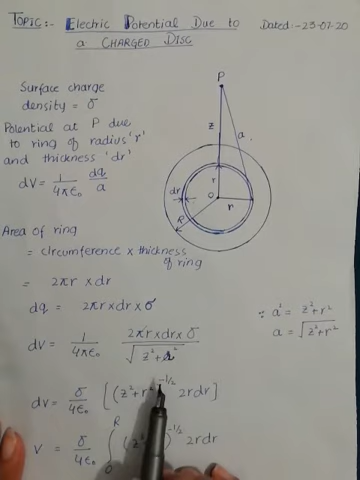 TOPIC:- Electric Potential Due to
a CHARGED DISC
Dated:-23-07-20
Surface charge
density = σ
Potential at P due
to ring of radius 'r'
and thickness 'dr'
dV = 1/4πε₀ dq/a
P
z
a
dr
r
O
r
R
Area of ring
= circumference × thickness
of ring
= 2πr × dr
dq = 2πr × dr × σ
∵ a² = z² + r²
a = √(z² + r²)
dV = 1/4πε₀ 2πr × dr × σ/√(z² + r²)
dV = σ/4ε₀ [(z² + r²)^-1/2 2rdr]
V = σ/4ε₀ ∫₀^R (z² )^-1/2 2rdr